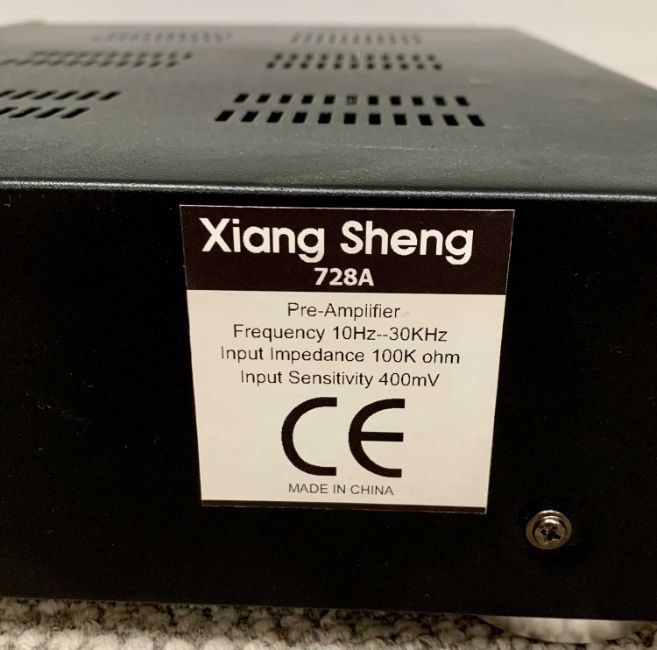 Xiang Sheng
728A
Pre-Amplifier
Frequency 10Hz--30KHz
Input Impedance 100K ohm
Input Sensitivity 400mV
CE
MADE IN CHINA